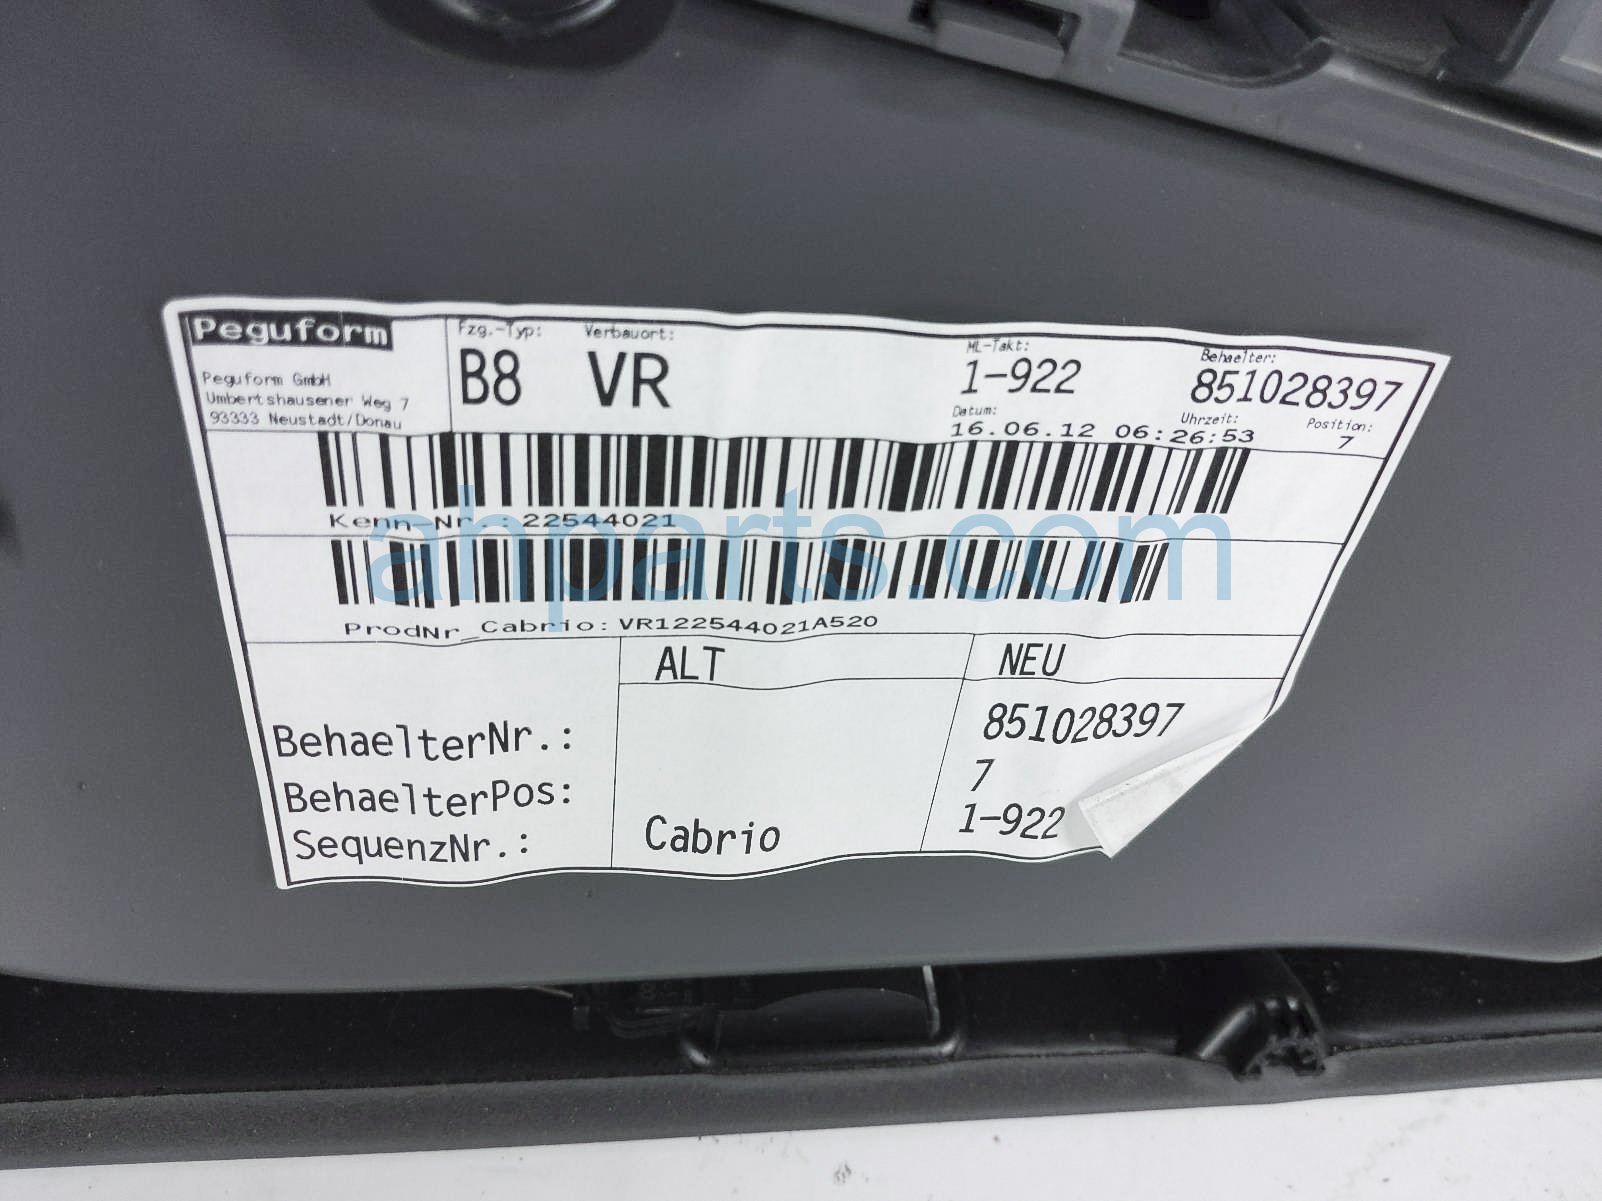 Peguform
Peguform GmbH
Umbertshausener Weg 7
93333 Neustadt/Donau
Fzg.-Typ:
B8
Verbauort:
VR
ML-Takt:
1-922
Behaelter:
851028397
Datum:
16.06.12
Uhrzeit:
06:26:53
Position:
7
Kenn-Nr.: 22544021
ProdNr_Cabrio: VR122544021A520
ahparts.com
ALT
NEU
BehaelterNr.:
851028397
BehaelterPos:
7
SequenzNr.:
Cabrio
1-922